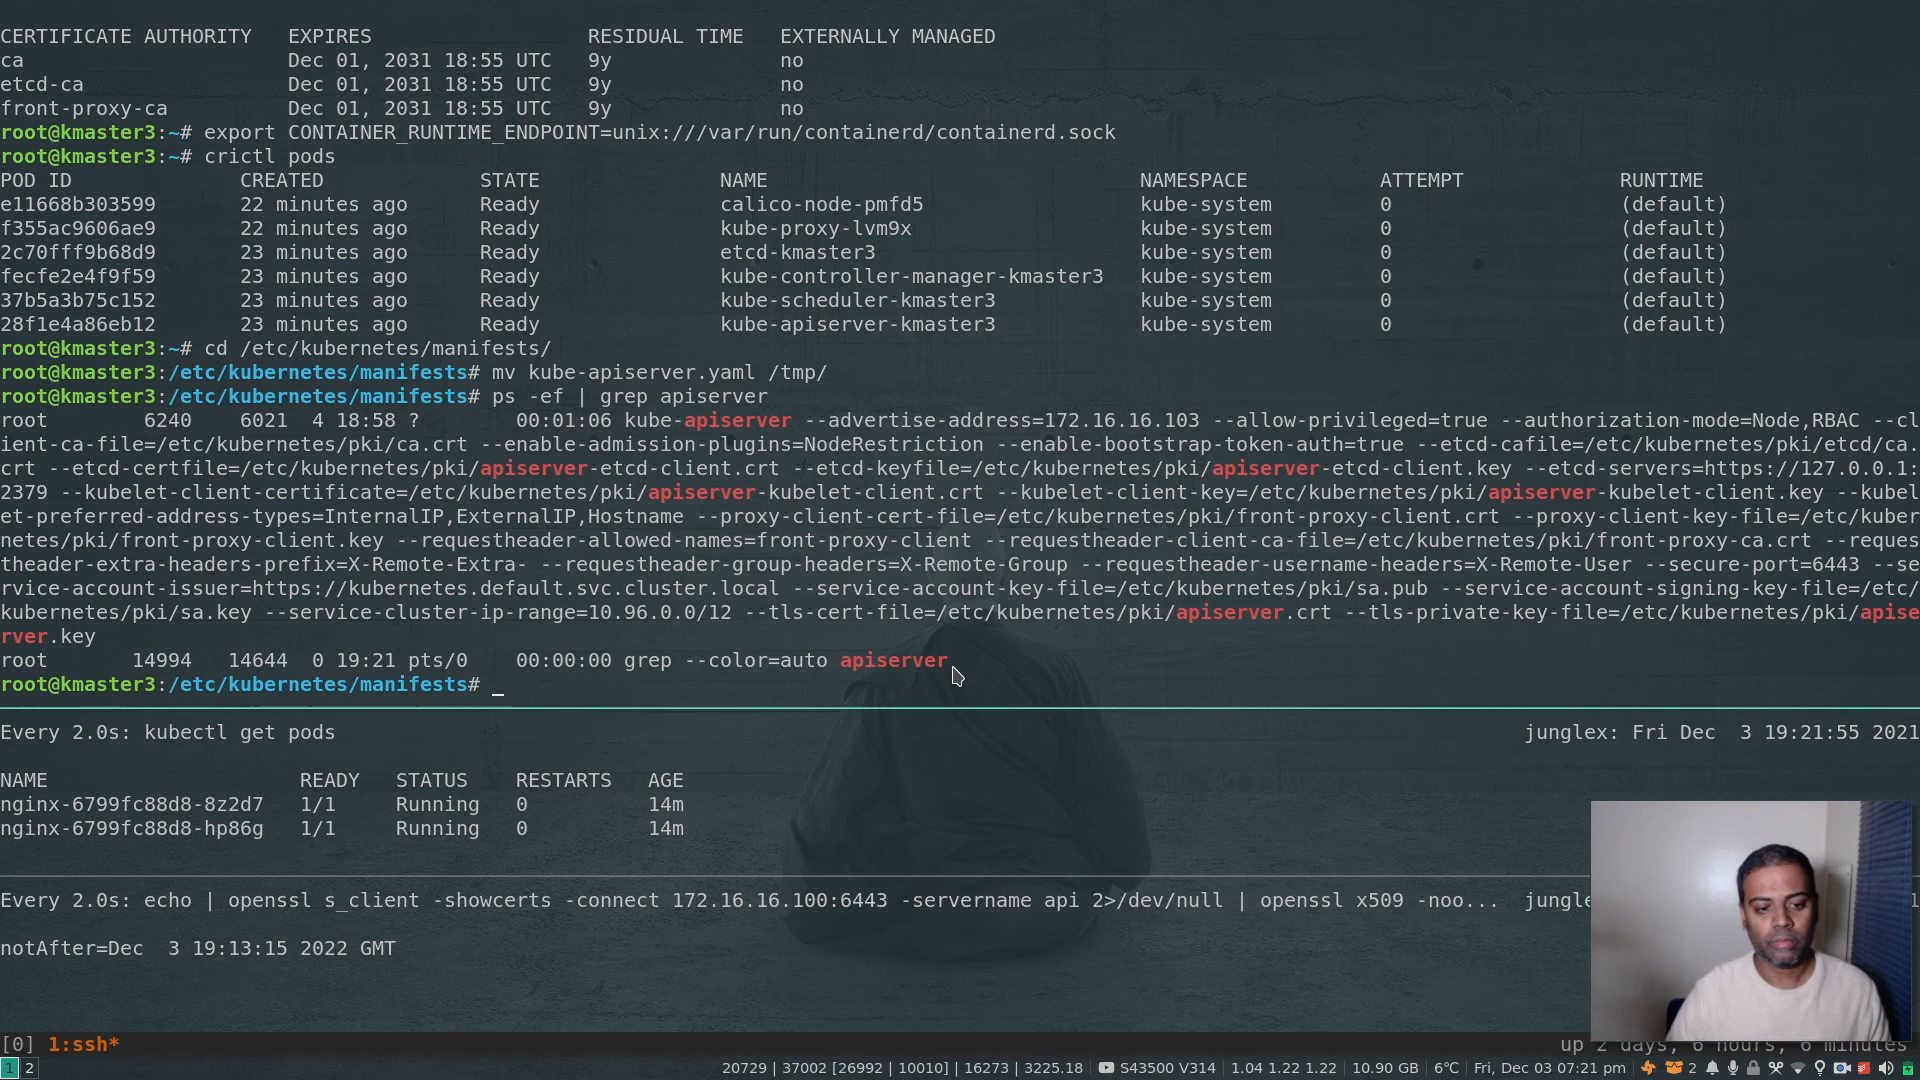 CERTIFICATE AUTHORITY   EXPIRES                  RESIDUAL TIME   EXTERNALLY MANAGED
ca                      Dec 01, 2031 18:55 UTC   9y              no
etcd-ca                 Dec 01, 2031 18:55 UTC   9y              no
front-proxy-ca          Dec 01, 2031 18:55 UTC   9y              no
root@kmaster3:~# export CONTAINER_RUNTIME_ENDPOINT=unix:///var/run/containerd/containerd.sock
root@kmaster3:~# crictl pods
POD ID              CREATED             STATE               NAME                               NAMESPACE           ATTEMPT             RUNTIME
e11668b303599       22 minutes ago      Ready               calico-node-pmfd5                  kube-system         0                   (default)
f355ac9606ae9       22 minutes ago      Ready               kube-proxy-lvm9x                   kube-system         0                   (default)
2c70fff9b68d9       23 minutes ago      Ready               etcd-kmaster3                      kube-system         0                   (default)
fecfe2e4f9f59       23 minutes ago      Ready               kube-controller-manager-kmaster3   kube-system         0                   (default)
37b5a3b75c152       23 minutes ago      Ready               kube-scheduler-kmaster3            kube-system         0                   (default)
28f1e4a86eb12       23 minutes ago      Ready               kube-apiserver-kmaster3            kube-system         0                   (default)
root@kmaster3:~# cd /etc/kubernetes/manifests/
root@kmaster3:/etc/kubernetes/manifests# mv kube-apiserver.yaml /tmp/
root@kmaster3:/etc/kubernetes/manifests# ps -ef | grep apiserver
root        6240    6021  4 18:58 ?        00:01:06 kube-apiserver --advertise-address=172.16.16.103 --allow-privileged=true --authorization-mode=Node,RBAC --cl
ient-ca-file=/etc/kubernetes/pki/ca.crt --enable-admission-plugins=NodeRestriction --enable-bootstrap-token-auth=true --etcd-cafile=/etc/kubernetes/pki/etcd/ca.
crt --etcd-certfile=/etc/kubernetes/pki/apiserver-etcd-client.crt --etcd-keyfile=/etc/kubernetes/pki/apiserver-etcd-client.key --etcd-servers=https://127.0.0.1:
2379 --kubelet-client-certificate=/etc/kubernetes/pki/apiserver-kubelet-client.crt --kubelet-client-key=/etc/kubernetes/pki/apiserver-kubelet-client.key --kubel
et-preferred-address-types=InternalIP,ExternalIP,Hostname --proxy-client-cert-file=/etc/kubernetes/pki/front-proxy-client.crt --proxy-client-key-file=/etc/kuber
netes/pki/front-proxy-client.key --requestheader-allowed-names=front-proxy-client --requestheader-client-ca-file=/etc/kubernetes/pki/front-proxy-ca.crt --reques
theader-extra-headers-prefix=X-Remote-Extra- --requestheader-group-headers=X-Remote-Group --requestheader-username-headers=X-Remote-User --secure-port=6443 --se
rvice-account-issuer=https://kubernetes.default.svc.cluster.local --service-account-key-file=/etc/kubernetes/pki/sa.pub --service-account-signing-key-file=/etc/
kubernetes/pki/sa.key --service-cluster-ip-range=10.96.0.0/12 --tls-cert-file=/etc/kubernetes/pki/apiserver.crt --tls-private-key-file=/etc/kubernetes/pki/apise
rver.key
root       14994   14644  0 19:21 pts/0    00:00:00 grep --color=auto apiserver
root@kmaster3:/etc/kubernetes/manifests# _
Every 2.0s: kubectl get pods   junglex: Fri Dec  3 19:21:55 2021
NAME                     READY   STATUS    RESTARTS   AGE
nginx-6799fc88d8-8z2d7   1/1     Running   0          14m
nginx-6799fc88d8-hp86g   1/1     Running   0          14m
Every 2.0s: echo | openssl s_client -showcerts -connect 172.16.16.100:6443 -servername api 2>/dev/null | openssl x509 -noo...
notAfter=Dec  3 19:13:15 2022 GMT
[0] 1:ssh*   up 2 days, 6 hours, 6 minutes
1 2   20729 | 37002 [26992 | 10010] | 16273 | 3225.18 | S43500 V314 | 1.04 1.22 1.22 | 10.90 GB | 6℃ | Fri, Dec 03 07:21 pm | 2